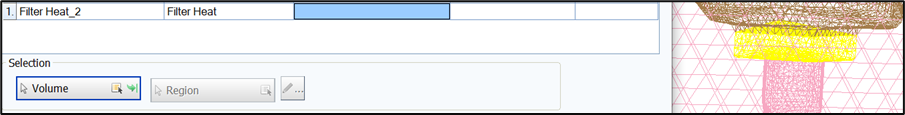 1. Filter Heat_2 Filter Heat
Selection
Volume Region ...